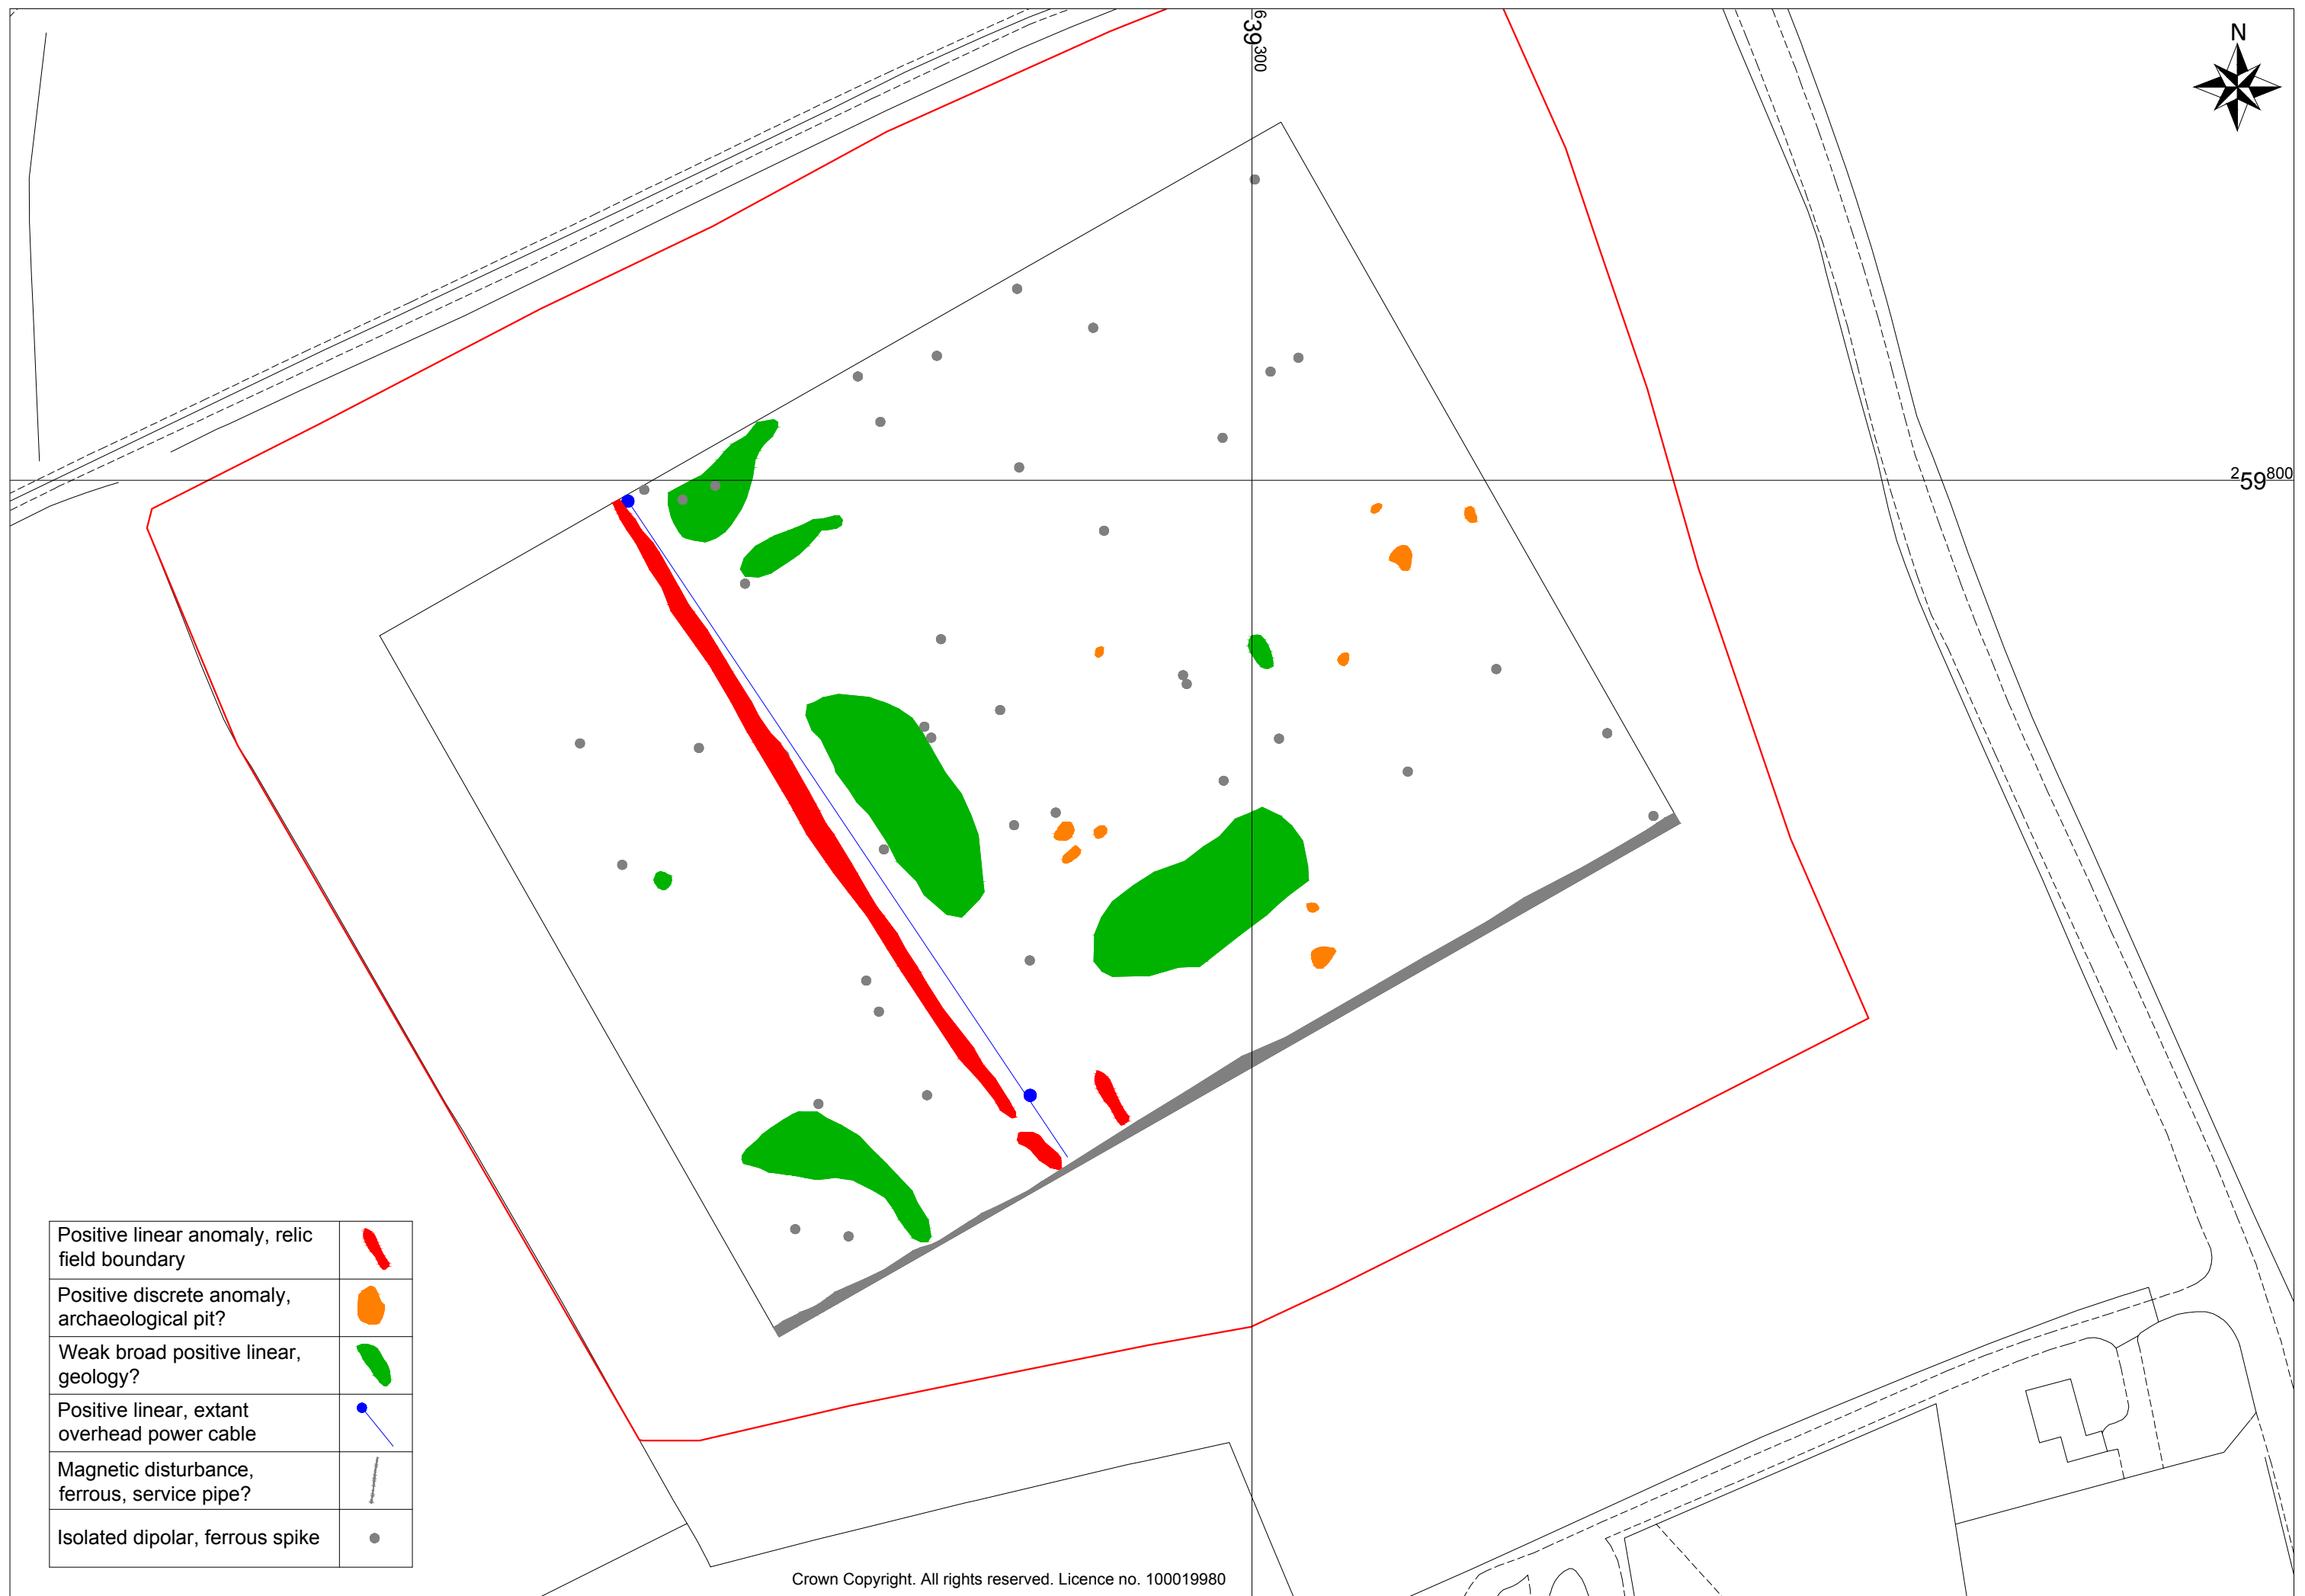 N
639300
259800
Positive linear anomaly, relic
field boundary
Positive discrete anomaly,
archaeological pit?
Weak broad positive linear,
geology?
Positive linear, extant
overhead power cable
Magnetic disturbance,
ferrous, service pipe?
Isolated dipolar, ferrous spike
Crown Copyright. All rights reserved. Licence no. 100019980